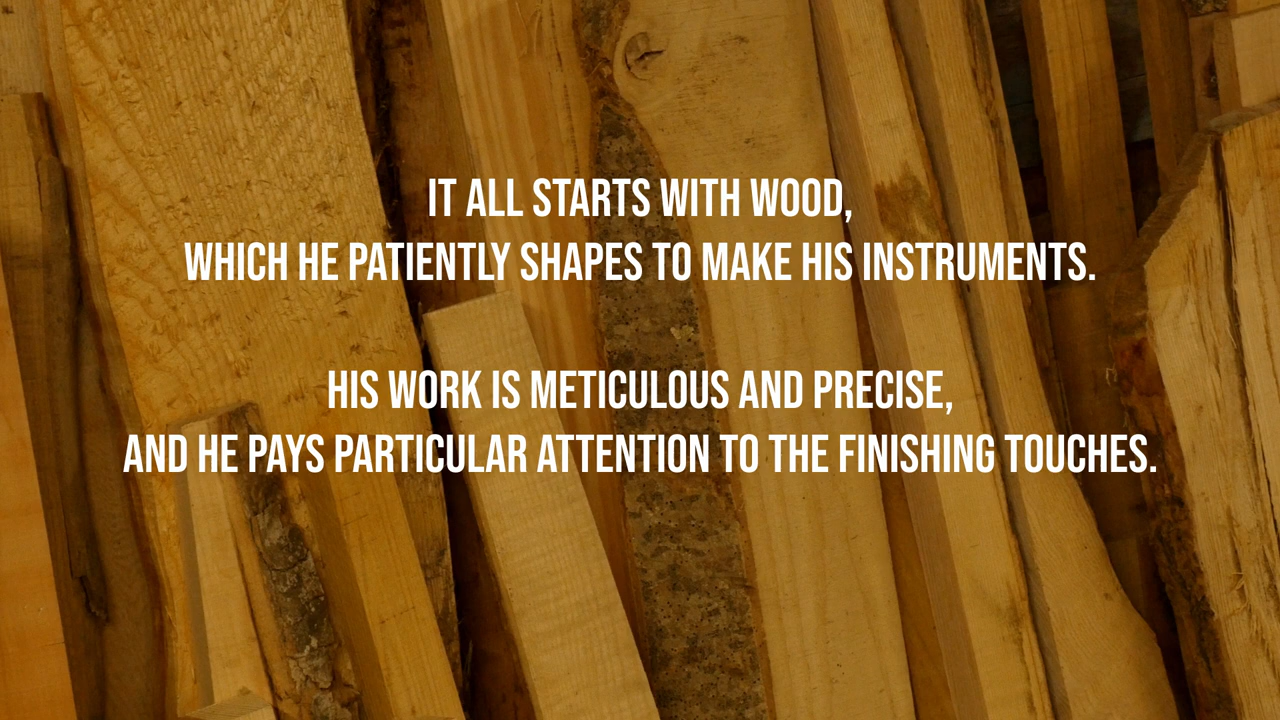 IT ALL STARTS WITH WOOD,
WHICH HE PATIENTLY SHAPES TO MAKE HIS INSTRUMENTS.
HIS WORK IS METICULOUS AND PRECISE,
AND HE PAYS PARTICULAR ATTENTION TO THE FINISHING TOUCHES.